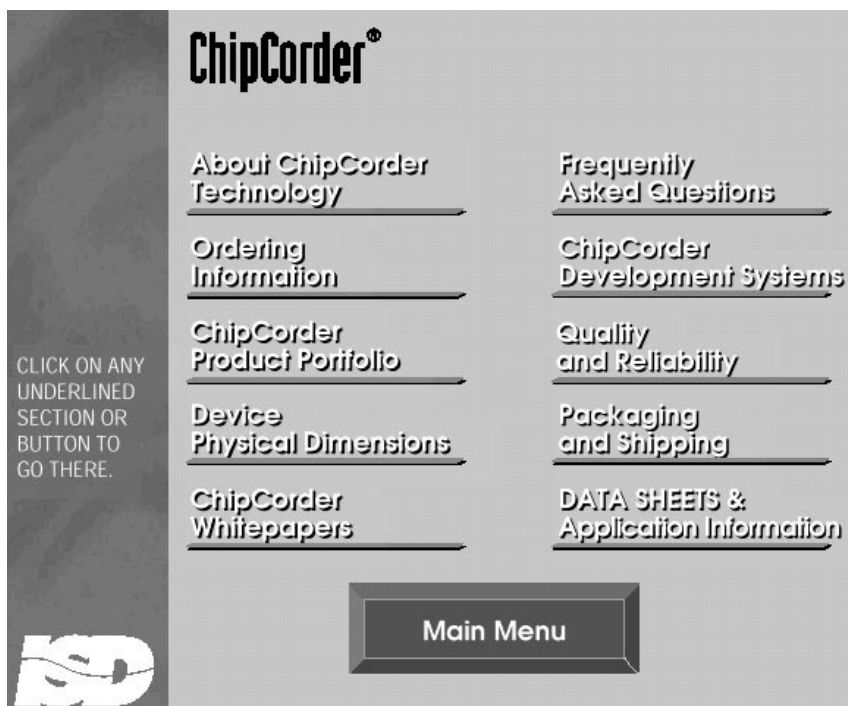 ChipCorder®
About ChipCorder
Technology
Ordering
Information
ChipCorder
Product Portfolio
Device
Physical Dimensions
ChipCorder
Whitepapers
Frequently
Asked Questions
ChipCorder
Development Systems
Quality
and Reliability
Packaging
and Shipping
DATA SHEETS &
Application Information
CLICK ON ANY
UNDERLINED
SECTION OR
BUTTON TO
GO THERE.
Main Menu
ISD